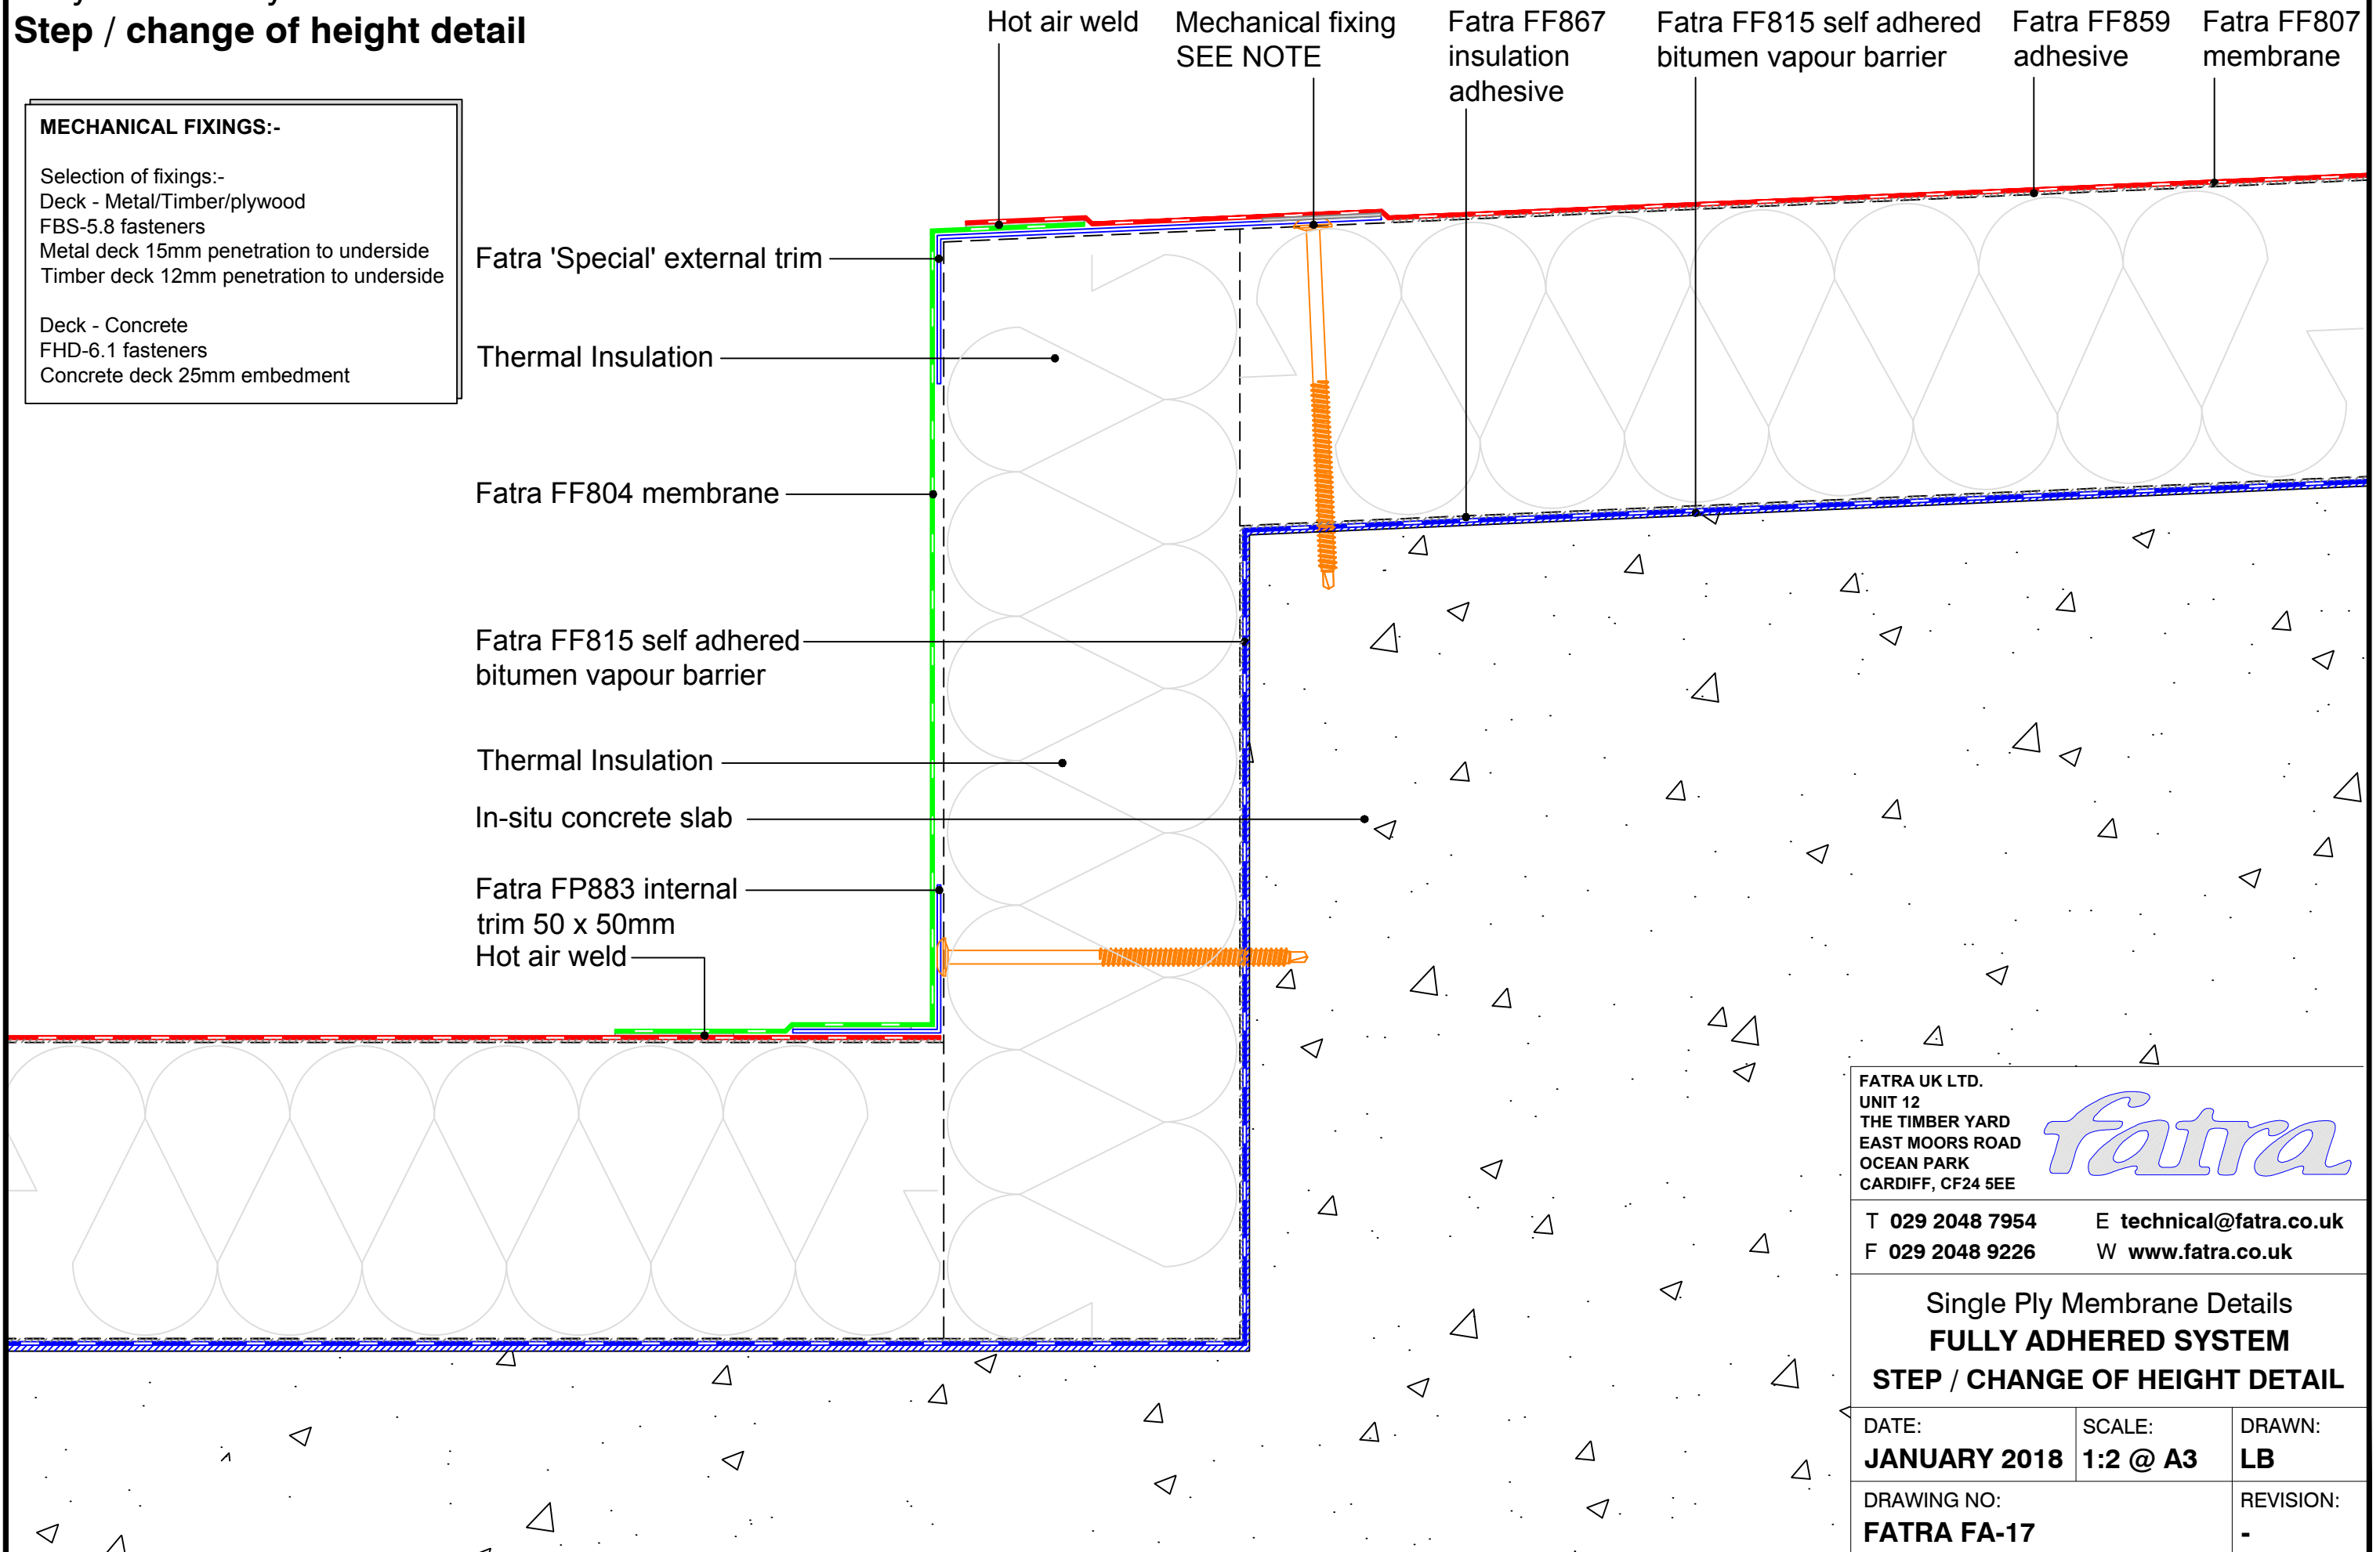 Step / change of height detail
MECHANICAL FIXINGS:-
Selection of fixings:-
Deck - Metal/Timber/plywood
FBS-5.8 fasteners
Metal deck 15mm penetration to underside
Timber deck 12mm penetration to underside
Deck - Concrete
FHD-6.1 fasteners
Concrete deck 25mm embedment
Hot air weld
Mechanical fixing
SEE NOTE
Fatra FF867
insulation
adhesive
Fatra FF815 self adhered
bitumen vapour barrier
Fatra FF859
adhesive
Fatra FF807
membrane
Fatra 'Special' external trim
Thermal Insulation
Fatra FF804 membrane
Fatra FF815 self adhered
bitumen vapour barrier
Thermal Insulation
In-situ concrete slab
Fatra FP883 internal
trim 50 x 50mm
Hot air weld
FATRA UK LTD.
UNIT 12
THE TIMBER YARD
EAST MOORS ROAD
OCEAN PARK
CARDIFF, CF24 5EE
fatra
T 029 2048 7954
E technical@fatra.co.uk
F 029 2048 9226
W www.fatra.co.uk
Single Ply Membrane Details
FULLY ADHERED SYSTEM
STEP / CHANGE OF HEIGHT DETAIL
DATE:
JANUARY 2018
SCALE:
1:2 @ A3
DRAWN:
LB
DRAWING NO:
FATRA FA-17
REVISION:
-